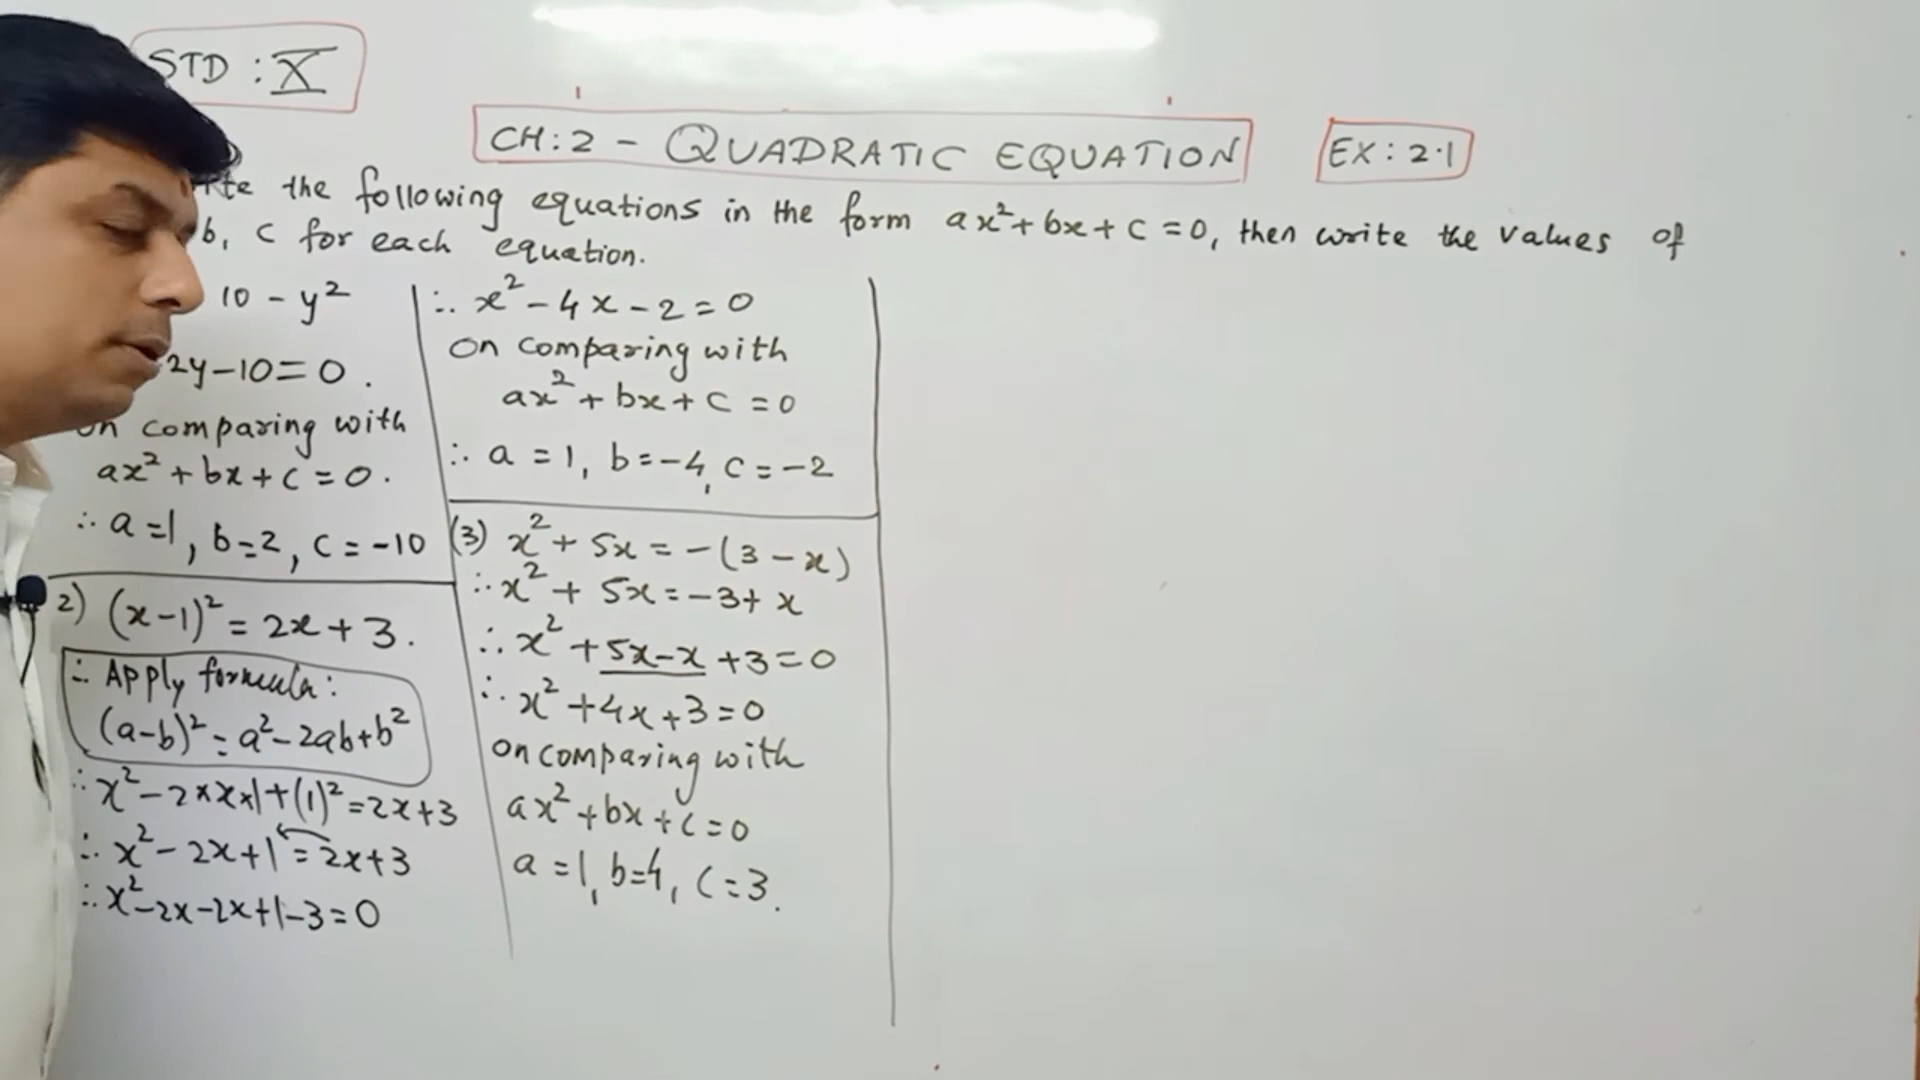 STD : X
CH: 2 - QUADRATIC EQUATION
EX: 2.1
the following equations in the form ax² + bx + c = 0, then write the values of
b, c for each equation.
10 - y²
2y - 10 = 0.
on comparing with
ax² + bx + c = 0.
∴ a = 1, b = 2, c = -10
2) (x-1)² = 2x + 3.
∴ Apply formula:
(a-b)² = a² - 2ab + b²
∴ x² - 2 × x × 1 + (1)² = 2x + 3
∴ x² - 2x + 1 = 2x + 3
∴ x² - 2x - 2x + 1 - 3 = 0
∴ x² - 4x - 2 = 0
on comparing with
ax² + bx + c = 0
∴ a = 1, b = -4, c = -2
(3) x² + 5x = -(3 - x)
∴ x² + 5x = -3 + x
∴ x² + 5x - x + 3 = 0
∴ x² + 4x + 3 = 0
on comparing with
ax² + bx + c = 0
a = 1, b = 4, c = 3.